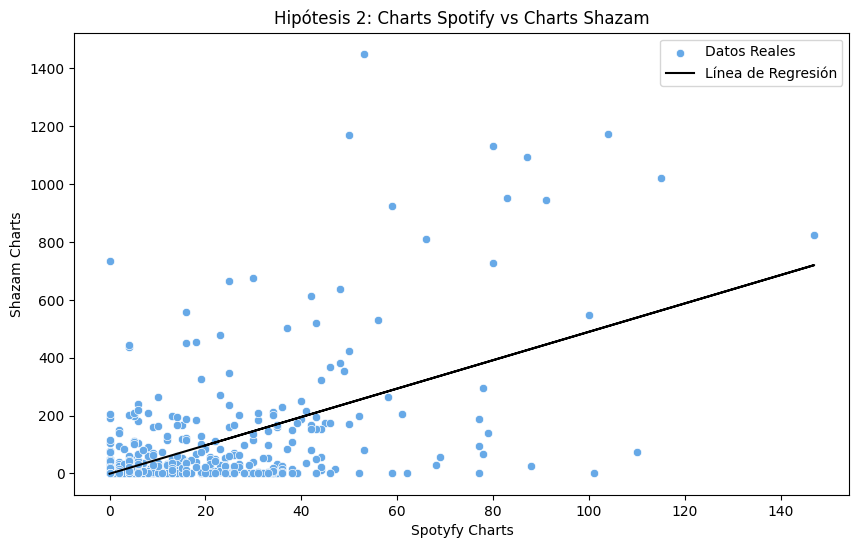 Hipótesis 2: Charts Spotify vs Charts Shazam
Datos Reales
Línea de Regresión
Shazam Charts
1400
1200
1000
800
600
400
200
0
0 20 40 60 80 100 120 140
Spotyfy Charts